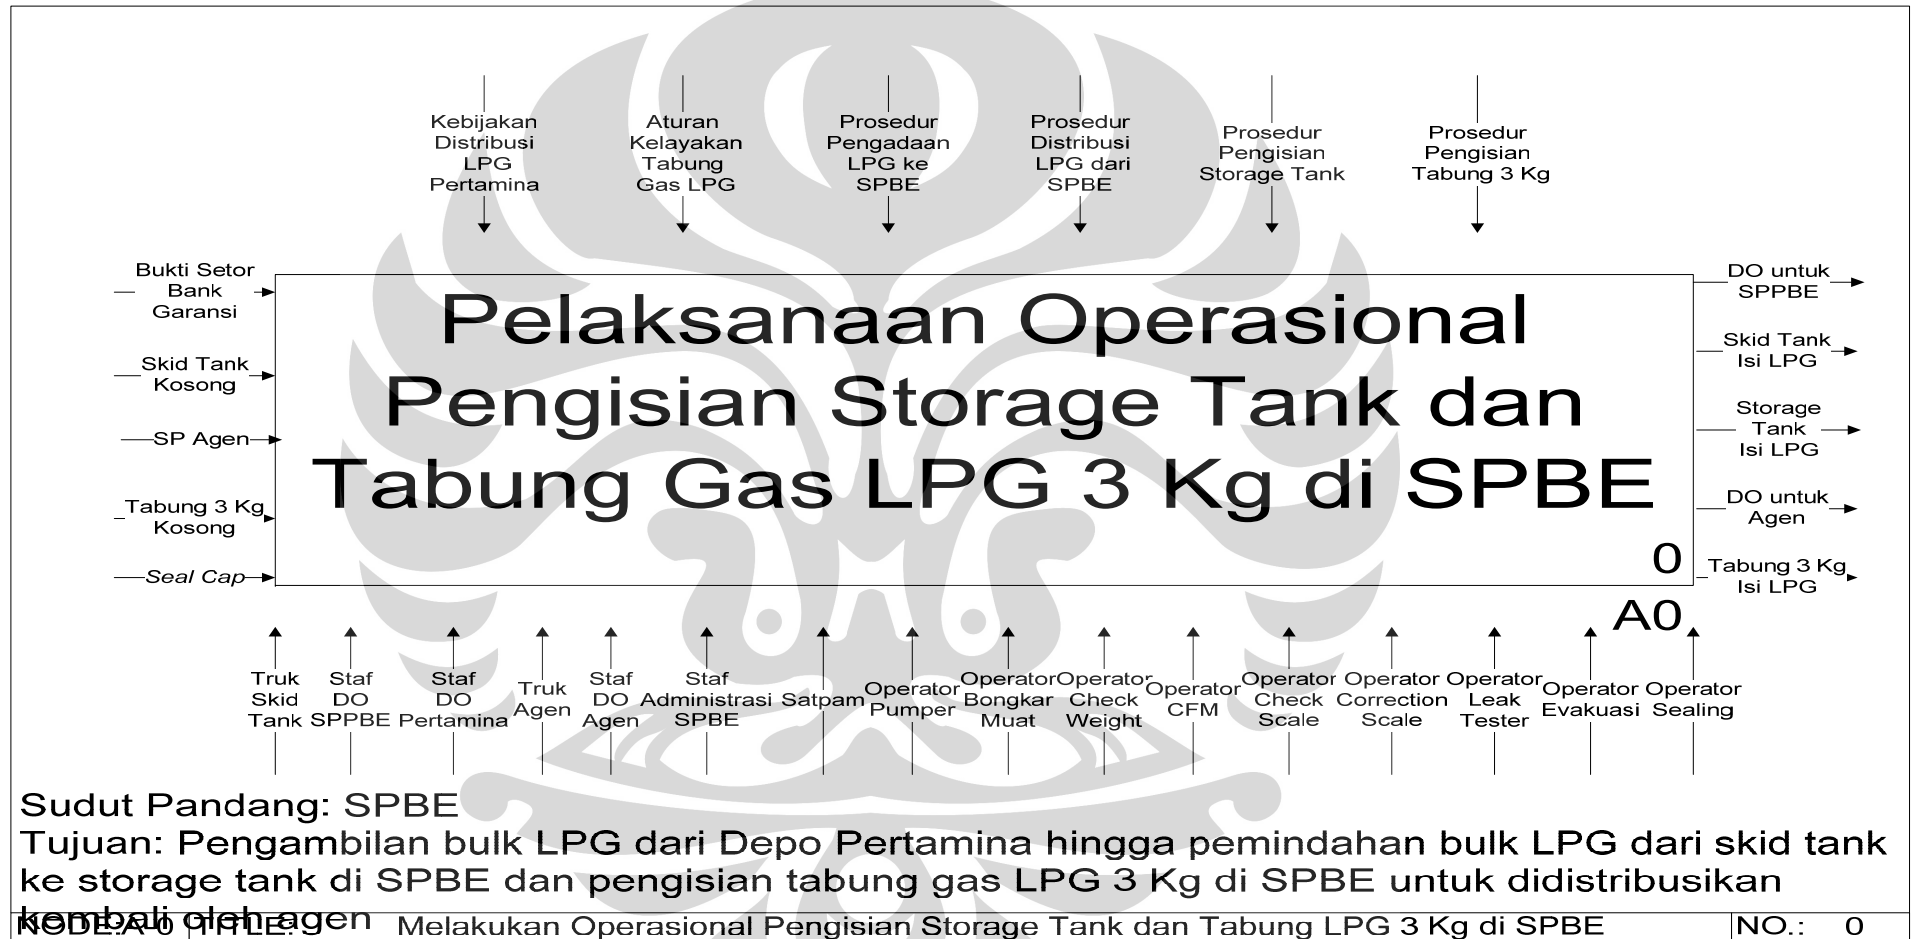 Kebijakan
Distribusi
LPG
Pertamina
Aturan
Kelayakan
Tabung
Gas LPG
Prosedur
Pengadaan
LPG ke
SPBE
Prosedur
Distribusi
LPG dari
SPBE
Prosedur
Pengisian
Storage Tank
Prosedur
Pengisian
Tabung 3 Kg
Bukti Setor
Bank
Garansi
Skid Tank
Kosong
SP Agen
Tabung 3 Kg
Kosong
Seal Cap
Pelaksanaan Operasional
Pengisian Storage Tank dan
Tabung Gas LPG 3 Kg di SPBE
0
A0
DO untuk
SPPBE
Skid Tank
Isi LPG
Storage
Tank
Isi LPG
DO untuk
Agen
Tabung 3 Kg
Isi LPG
Truk
Skid
Tank
Staf
DO
SPPBE
Staf
DO
Pertamina
Truk
Agen
Staf
DO
Agen
Staf
Administrasi
SPBE
Satpam
Operator
Pumper
Operator
Bongkar
Muat
Operator
Check
Weight
Operator
CFM
Operator
Check
Scale
Operator
Correction
Scale
Operator
Leak
Tester
Operator
Evakuasi
Operator
Sealing
Sudut Pandang: SPBE
Tujuan: Pengambilan bulk LPG dari Depo Pertamina hingga pemindahan bulk LPG dari skid tank
ke storage tank di SPBE dan pengisian tabung gas LPG 3 Kg di SPBE untuk didistribusikan
kembali oleh agen
NODE:A-0 TITLE: Melakukan Operasional Pengisian Storage Tank dan Tabung LPG 3 Kg di SPBE NO.: 0